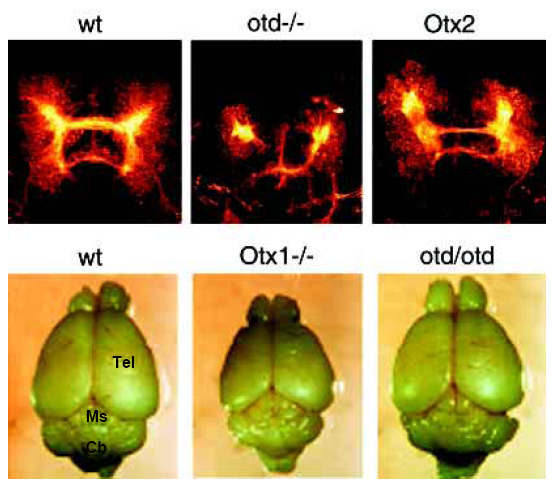 wt otd-/- Otx2
wt Otx1-/- otd/otd
Tel
Ms
Cb